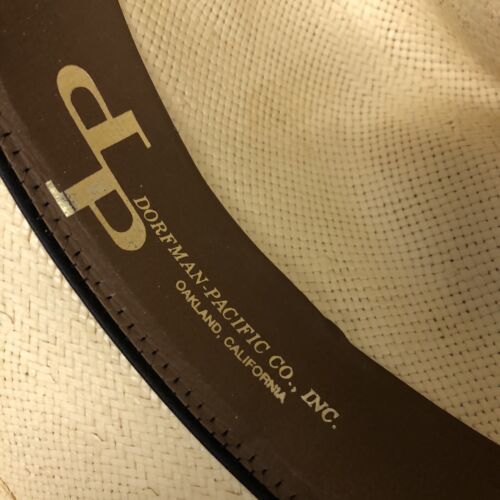 DP
DORFMAN-PACIFIC CO., INC.
OAKLAND, CALIFORNIA